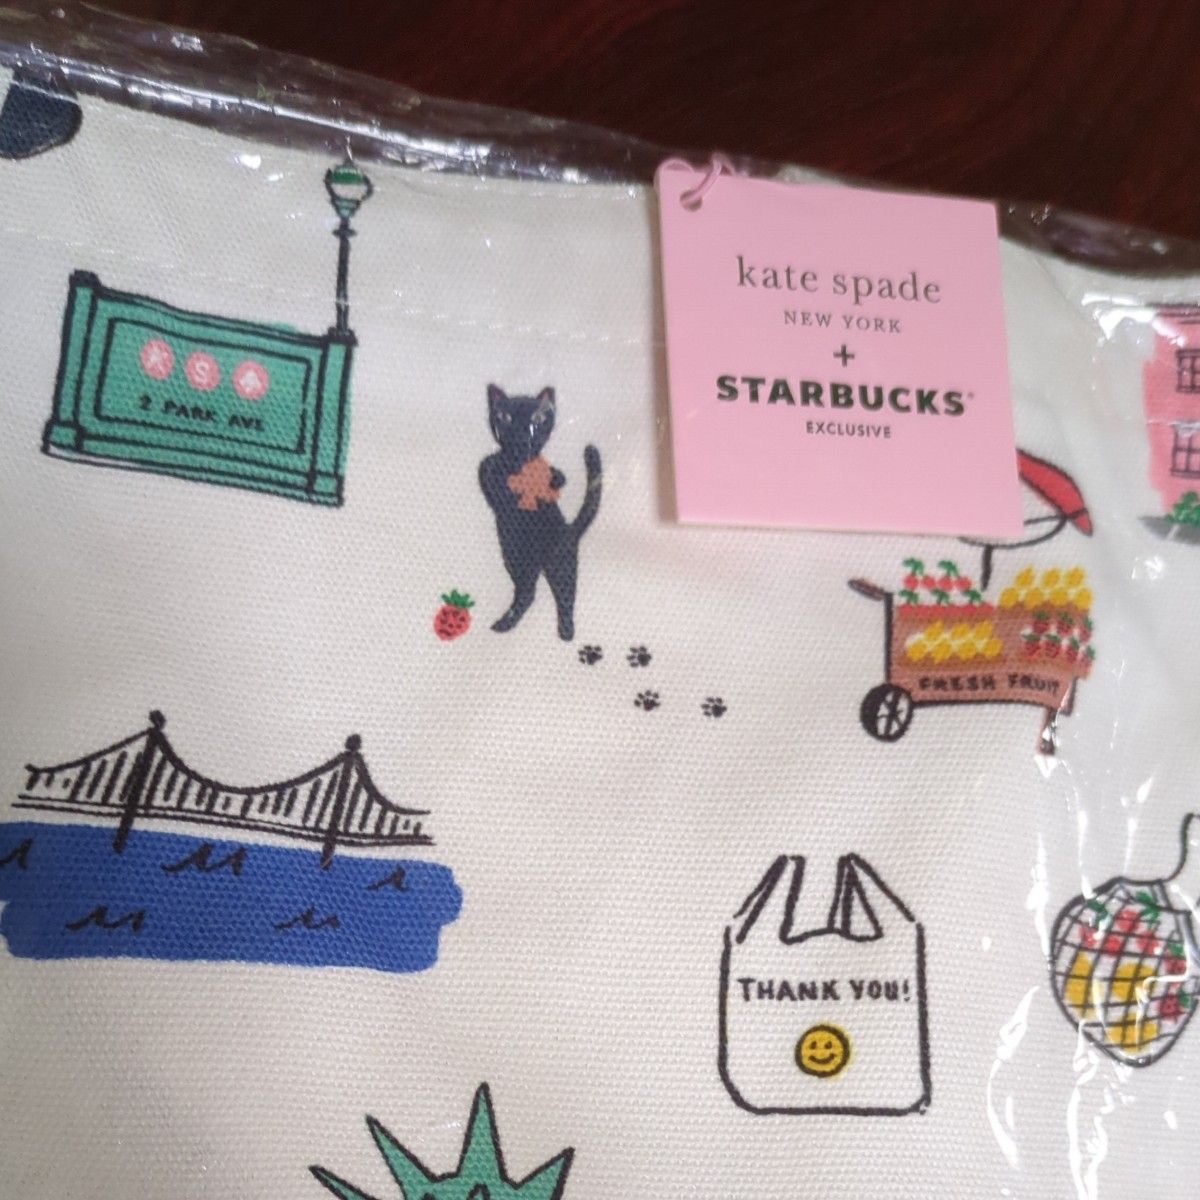 kate spade
NEW YORK
+
STARBUCKS®
EXCLUSIVE
K S A
2 PARK AVE
FRESH FRUIT
THANK YOU!